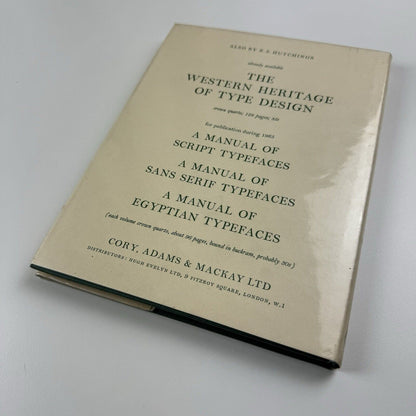 ALSO BY R S HUTCHINGS
already available
THE
WESTERN HERITAGE
OF TYPE DESIGN
crown quarto, 128 pages, 50s
for publication during 1965
A MANUAL OF
SCRIPT TYPEFACES
A MANUAL OF
SANS SERIF TYPEFACES
A MANUAL OF
EGYPTIAN TYPEFACES
(each volume crown quarto, about 96 pages, bound in buckram, probably 30s)
CORY, ADAMS & MACKAY LTD
DISTRIBUTORS: HUGH EVELYN LTD, 9 FITZROY SQUARE, LONDON, W.1